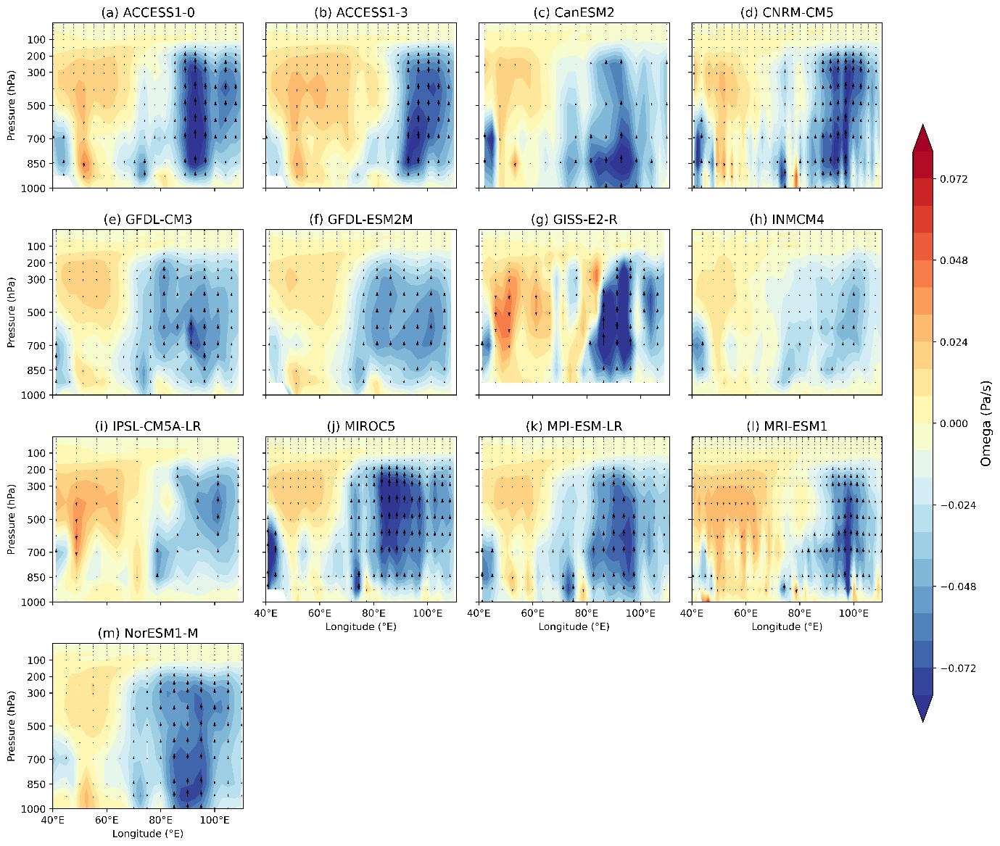 (a) ACCESS1-0
(b) ACCESS1-3
(c) CanESM2
(d) CNRM-CM5
Pressure (hPa)
100
200
300
500
700
850
1000
(e) GFDL-CM3
(f) GFDL-ESM2M
(g) GISS-E2-R
(h) INMCM4
Pressure (hPa)
100
200
300
500
700
850
1000
(i) IPSL-CM5A-LR
(j) MIROC5
(k) MPI-ESM-LR
(l) MRI-ESM1
Pressure (hPa)
100
200
300
500
700
850
1000
40°E 60°E 80°E 100°E
Longitude (°E)
40°E 60°E 80°E 100°E
Longitude (°E)
40°E 60°E 80°E 100°E
Longitude (°E)
(m) NorESM1-M
Pressure (hPa)
100
200
300
500
700
850
1000
40°E 60°E 80°E 100°E
Longitude (°E)
0.072
0.048
0.024
0.000
−0.024
−0.048
−0.072
Omega (Pa/s)